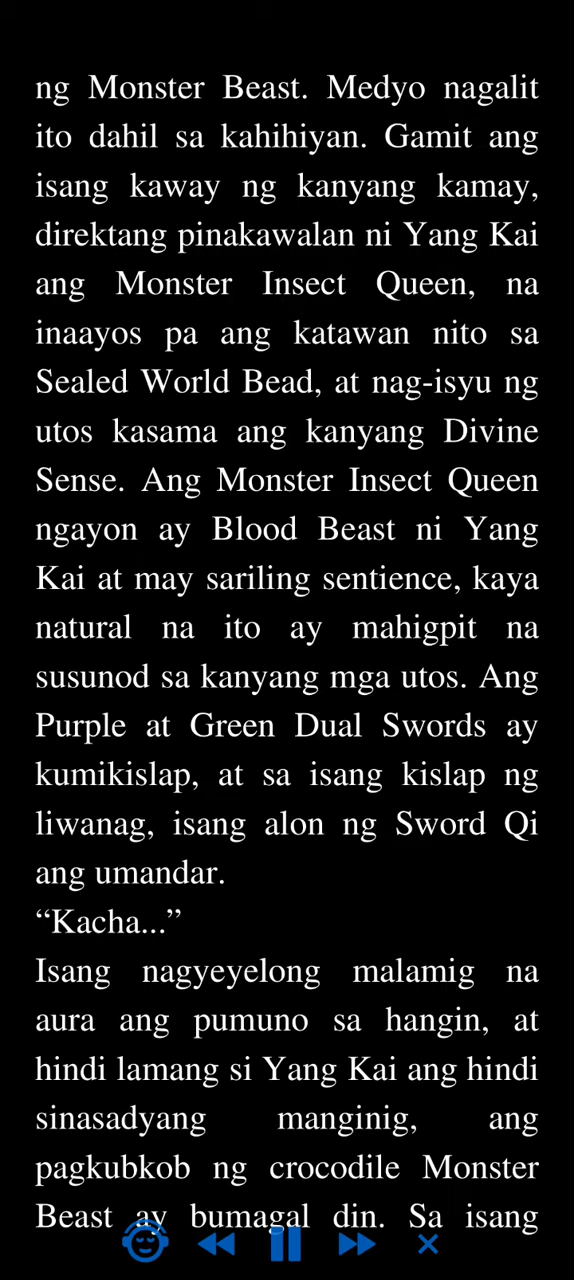 ng Monster Beast. Medyo nagalit
ito dahil sa kahihiyan. Gamit ang
isang kaway ng kanyang kamay,
direktang pinakawalan ni Yang Kai
ang Monster Insect Queen, na
inaayos pa ang katawan nito sa
Sealed World Bead, at nag-isyu ng
utos kasama ang kanyang Divine
Sense. Ang Monster Insect Queen
ngayon ay Blood Beast ni Yang
Kai at may sariling sentience, kaya
natural na ito ay mahigpit na
susunod sa kanyang mga utos. Ang
Purple at Green Dual Swords ay
kumikislap, at sa isang kislap ng
liwanag, isang alon ng Sword Qi
ang umandar.
“Kacha...”
Isang nagyeyelong malamig na
aura ang pumuno sa hangin, at
hindi lamang si Yang Kai ang hindi
sinasadyang manginig, ang
pagkubkob ng crocodile Monster
Beast ay bumagal din. Sa isang